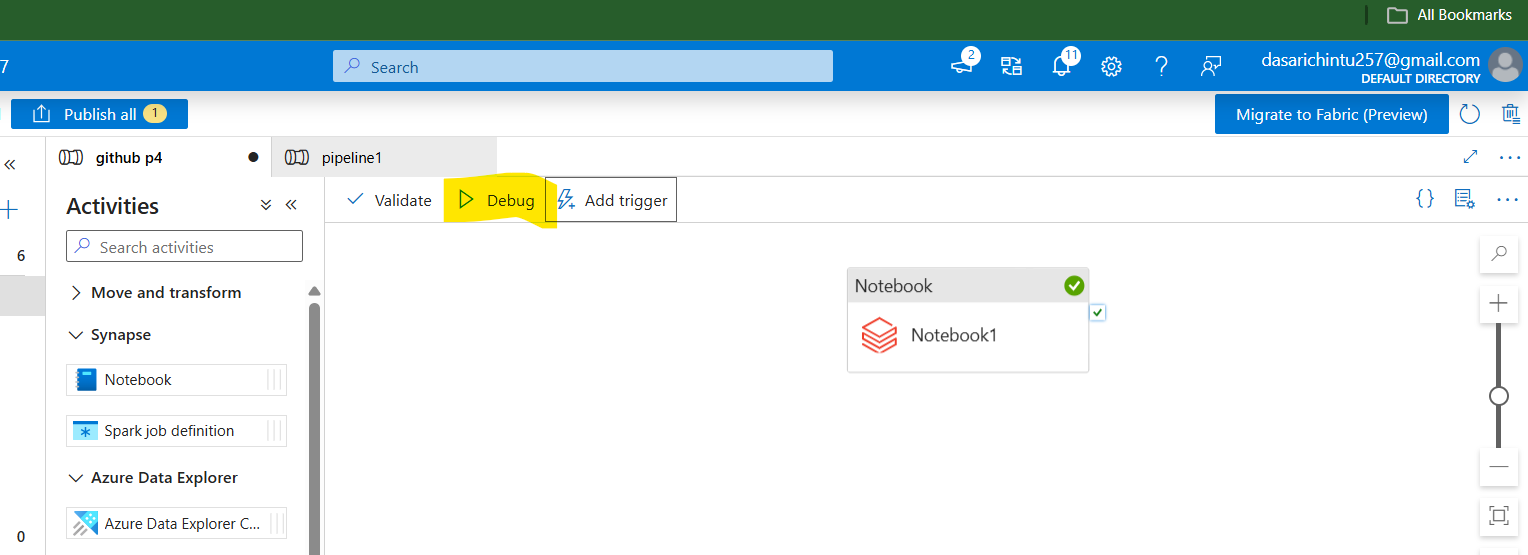 All Bookmarks
7
Search
2
11
dasarichintu257@gmail.com
DEFAULT DIRECTORY
Publish all 1
Migrate to Fabric (Preview)
github p4
pipeline1
Activities
Validate
Debug
Add trigger
Search activities
6
Move and transform
Notebook
Synapse
Notebook1
Notebook
Spark job definition
Azure Data Explorer
Azure Data Explorer C...
0